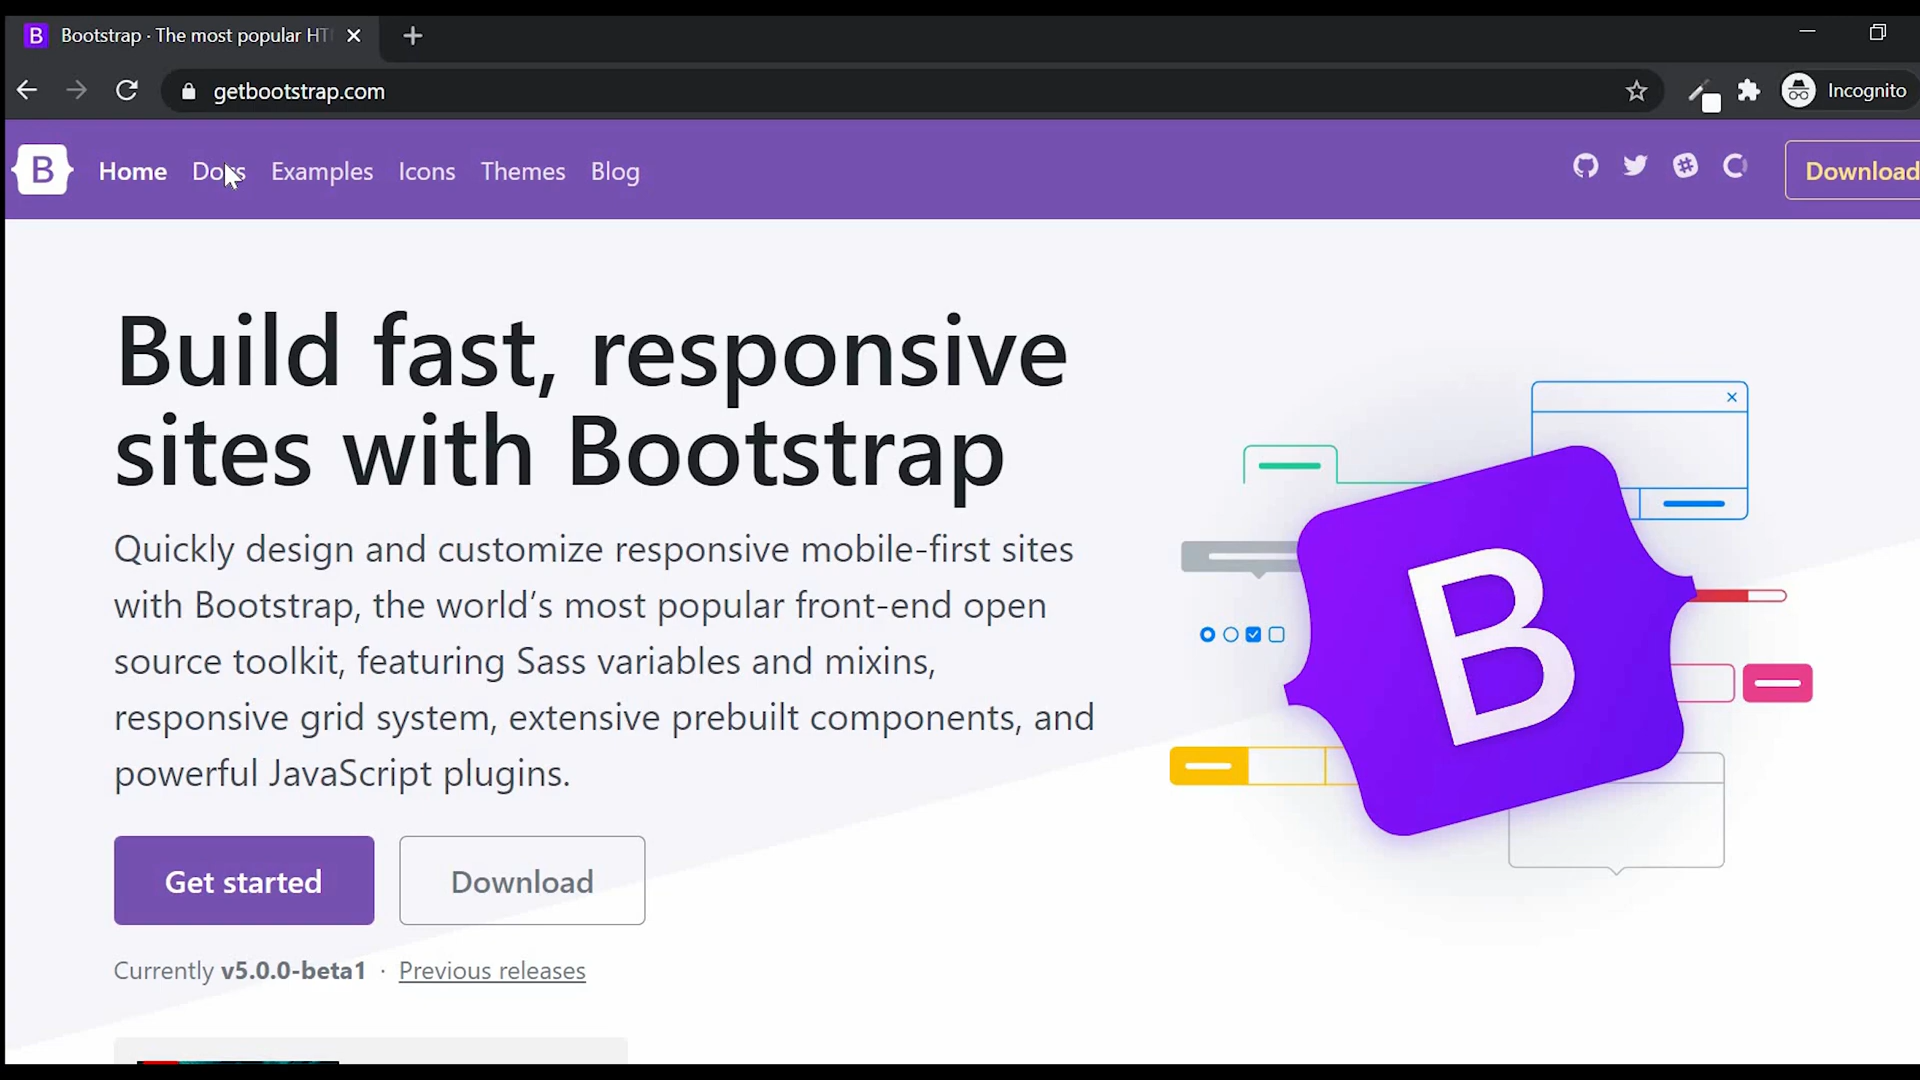 B Bootstrap · The most popular HT
getbootstrap.com
Incognito
B Home Docs Examples Icons Themes Blog Download
Build fast, responsive
sites with Bootstrap
Quickly design and customize responsive mobile-first sites
with Bootstrap, the world’s most popular front-end open
source toolkit, featuring Sass variables and mixins,
responsive grid system, extensive prebuilt components, and
powerful JavaScript plugins.
B
Get started Download
Currently v5.0.0-beta1 · Previous releases